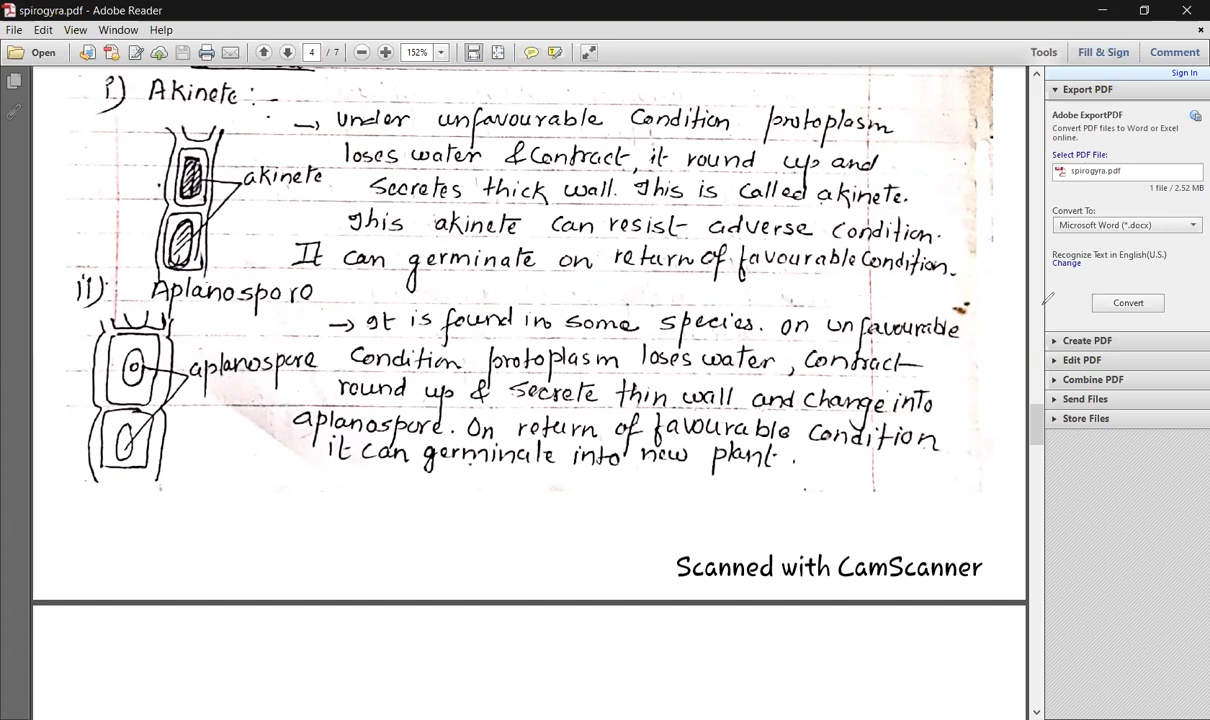 spirogyra.pdf - Adobe Reader
File Edit View Window Help
Open 4 / 7 152% Tools Fill & Sign Comment
Sign In
Export PDF
Adobe ExportPDF
Convert PDF files to Word or Excel
online.
Select PDF File:
spirogyra.pdf
1 file / 2.52 MB
Convert To:
Microsoft Word (*.docx)
Recognize Text in English(U.S.)
Change
Convert
Create PDF
Edit PDF
Combine PDF
Send Files
Store Files
i) Akinete :-
→ under unfavourable Condition protoplasm
loses water & Contract, it round up and
Secretes thick wall. This is called akinete.
This akinete can resist adverse condition.
It can germinate on return of favourable Condition.
akinete
ii) Aplanospore
→ It is found in some species. On unfavourable
Condition protoplasm loses water, Contract
round up & Secrete thin wall and change into
aplanospore. On return of favourable Condition
it can germinate into new plant.
aplanospore
Scanned with CamScanner